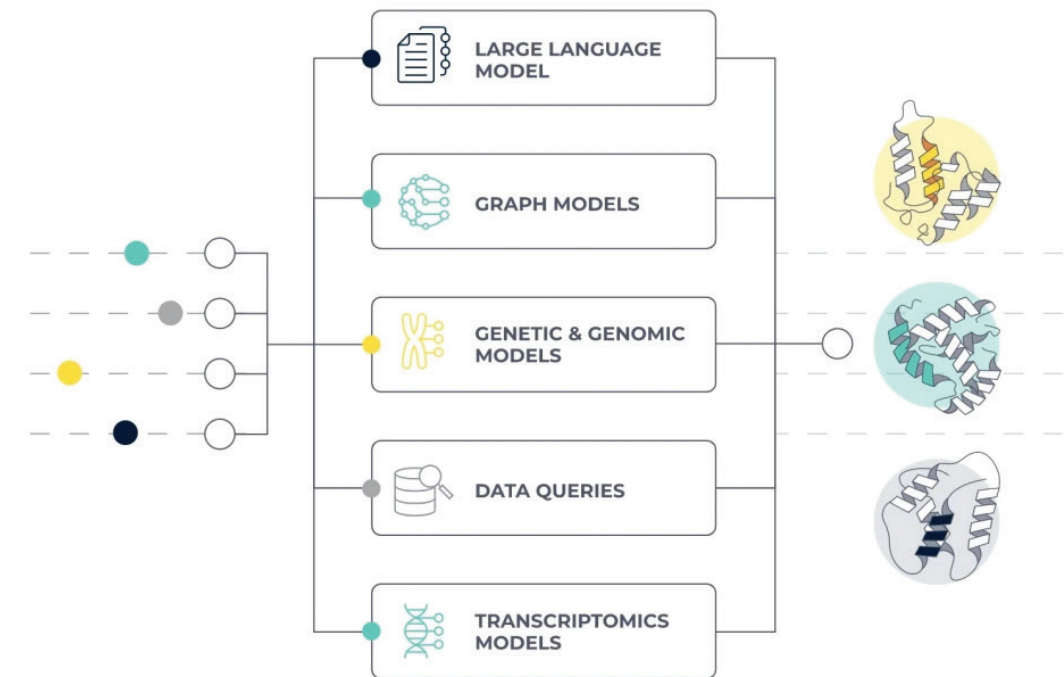 LARGE LANGUAGE
MODEL
GRAPH MODELS
GENETIC & GENOMIC
MODELS
DATA QUERIES
TRANSCRIPTOMICS
MODELS